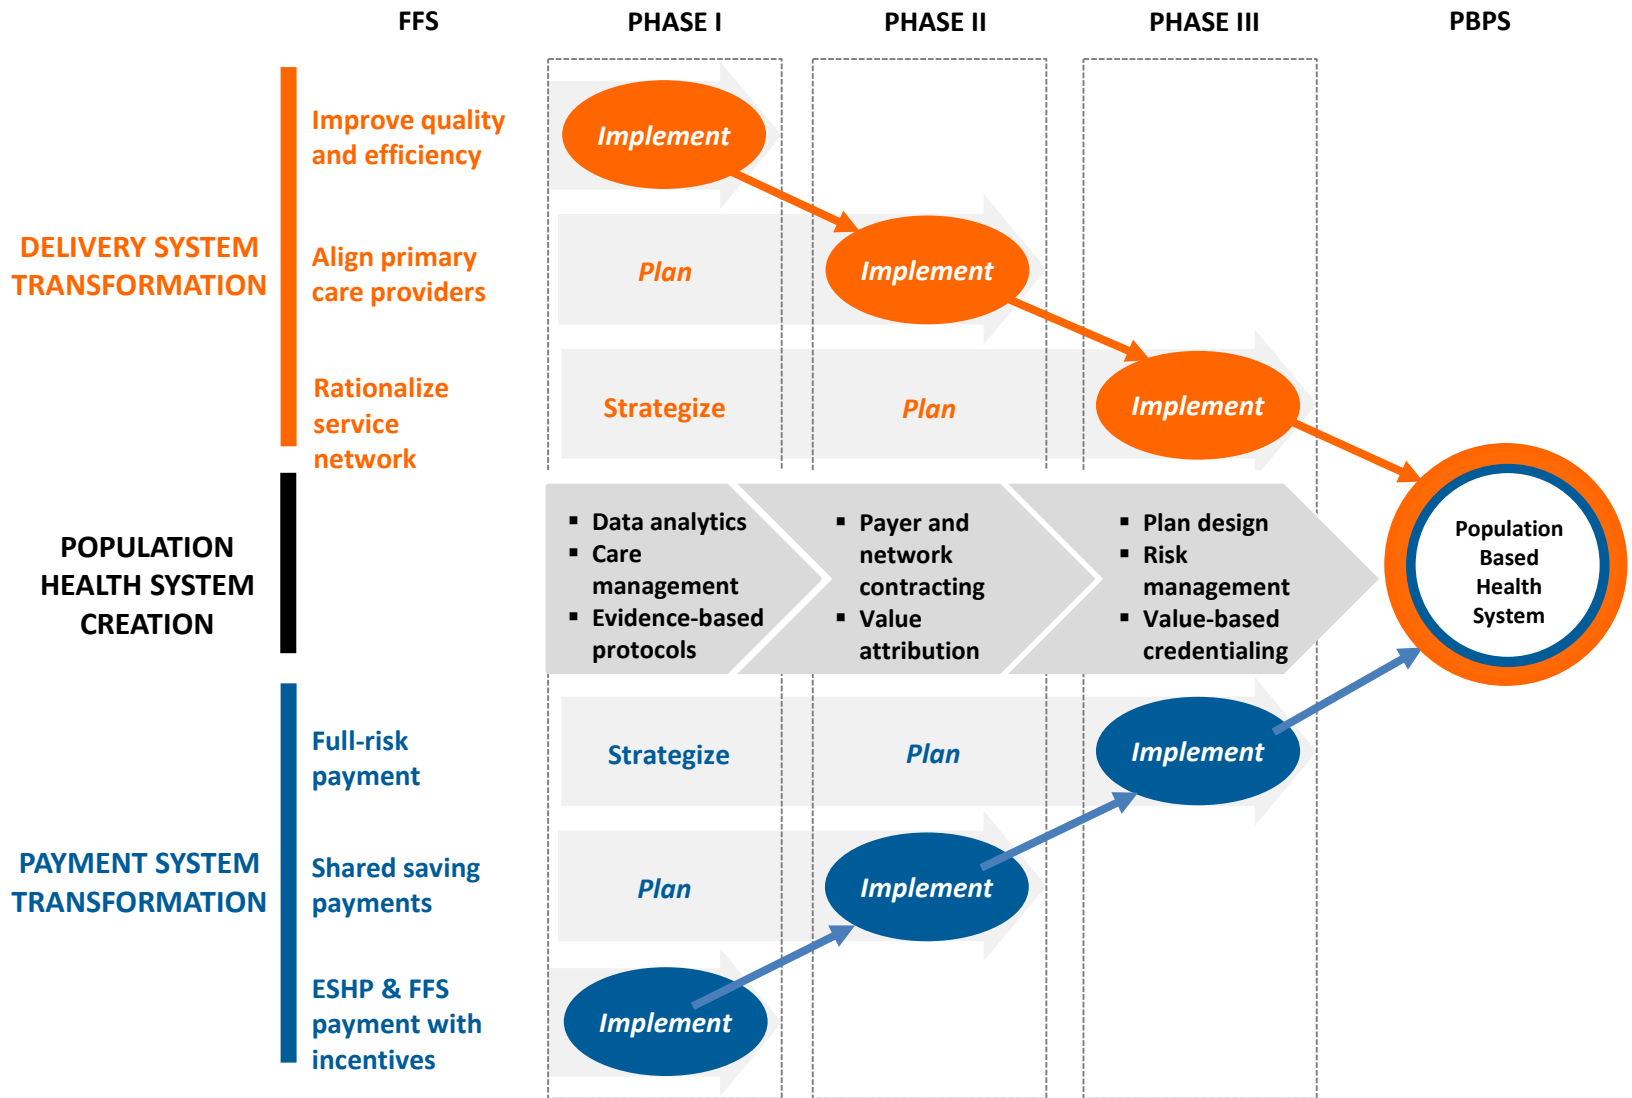 FFS PHASE I PHASE II PHASE III PBPS
DELIVERY SYSTEM
TRANSFORMATION
Improve quality
and efficiency
Implement
Align primary
care providers
Plan
Implement
Rationalize
service
network
Strategize
Plan
Implement
POPULATION
HEALTH SYSTEM
CREATION
▪ Data analytics
▪ Care
management
▪ Evidence-based
protocols
▪ Payer and
network
contracting
▪ Value
attribution
▪ Plan design
▪ Risk
management
▪ Value-based
credentialing
Population
Based
Health
System
PAYMENT SYSTEM
TRANSFORMATION
Full-risk
payment
Strategize
Plan
Implement
Shared saving
payments
Plan
Implement
ESHP & FFS
payment with
incentives
Implement